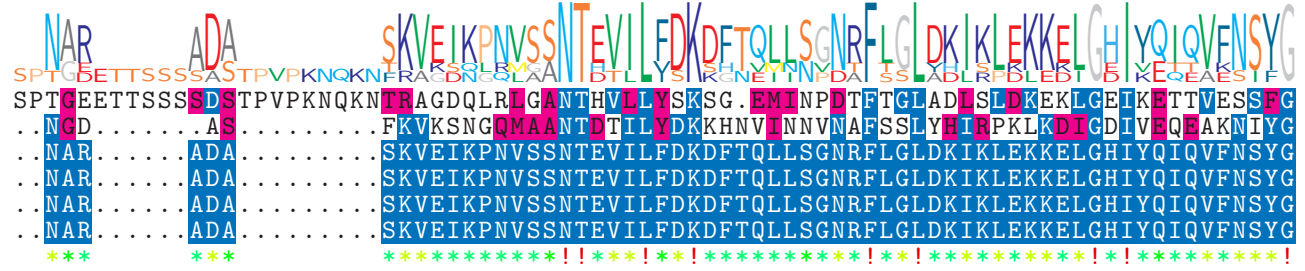 SPTGEETTSSSSDSTPVPKNQKNTRAGDQLRLGANTHVLLYSKSG.EMINPDTFTGLADLSLDKEKLGEIKETTVESSFG
..NGD.......AS.........FKVKSNGQMAANTDTILYDKKHNVINNVNAFSSLYHIRPKLKDIGDIVEQEAKNIYG
..NAR......ADA.........SKVEIKPNVSSNTEVILFDKDFTQLLSGNRFLGLDKIKLEKKELGHIYQIQVFNSYG
..NAR......ADA.........SKVEIKPNVSSNTEVILFDKDFTQLLSGNRFLGLDKIKLEKKELGHIYQIQVFNSYG
..NAR......ADA.........SKVEIKPNVSSNTEVILFDKDFTQLLSGNRFLGLDKIKLEKKELGHIYQIQVFNSYG
..NAR......ADA.........SKVEIKPNVSSNTEVILFDKDFTQLLSGNRFLGLDKIKLEKKELGHIYQIQVFNSYG
*** *** ***********!!***!**!**********!**!**********!*!*********!